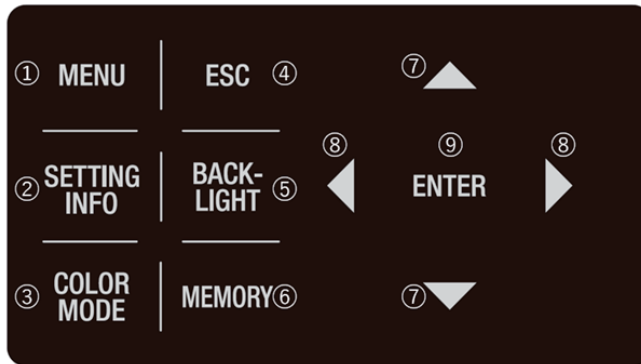 ① MENU
ESC ④
⑦
② SETTING
INFO
BACK-
LIGHT ⑤
⑧
⑨
ENTER
⑧
③ COLOR
MODE
MEMORY⑥
⑦